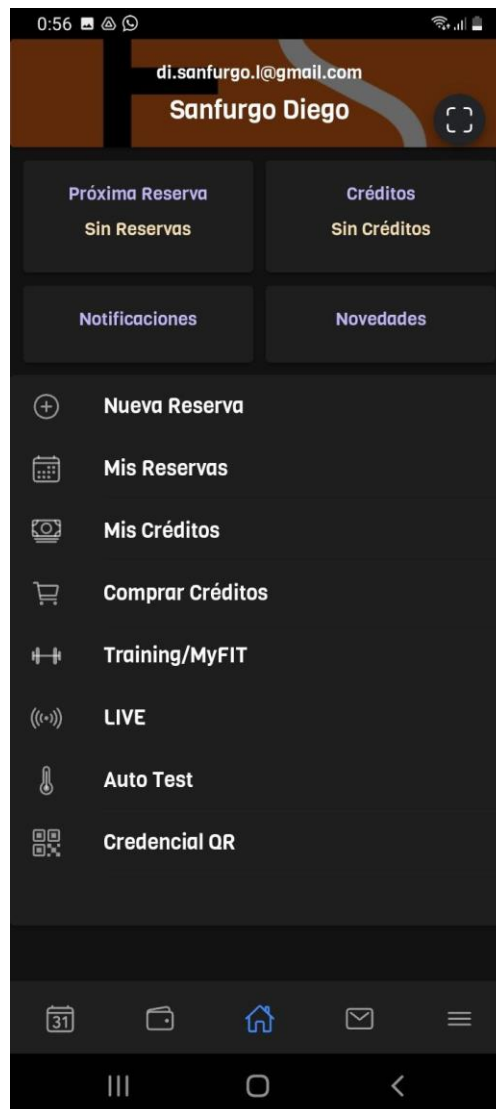 0:56
di.sanfurgo.l@gmail.com
Sanfurgo Diego
Próxima Reserva
Sin Reservas
Créditos
Sin Créditos
Notificaciones
Novedades
Nueva Reserva
Mis Reservas
Mis Créditos
Comprar Créditos
Training/MyFIT
LIVE
Auto Test
Credencial QR
31